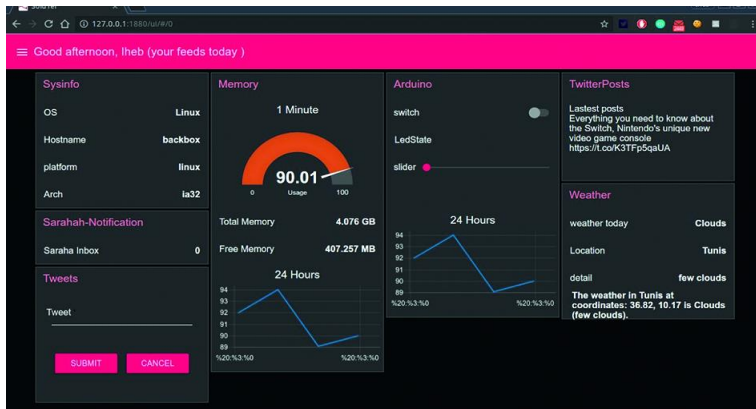 127.0.0.1:1880/ui/#/0
Good afternoon, Iheb (your feeds today )
Sysinfo
OS Linux
Hostname backbox
platform linux
Arch ia32
Sarahah-Notification
Saraha Inbox 0
Tweets
Tweet
SUBMIT CANCEL
Memory
1 Minute
90.01
0 Usage 100
Total Memory 4.076 GB
Free Memory 407.257 MB
24 Hours
94
93
92
91
90
89
%20:%3:%0 %20:%3:%0
Arduino
switch
LedState
slider
24 Hours
94
93
92
91
90
89
%20:%3:%0 %20:%3:%0
TwitterPosts
Lastest posts
Everything you need to know about
the Switch, Nintendo's unique new
video game console
https://t.co/K3TFp5qaUA
Weather
weather today Clouds
Location Tunis
detail few clouds
The weather in Tunis at
coordinates: 36.82, 10.17 is Clouds
(few clouds).